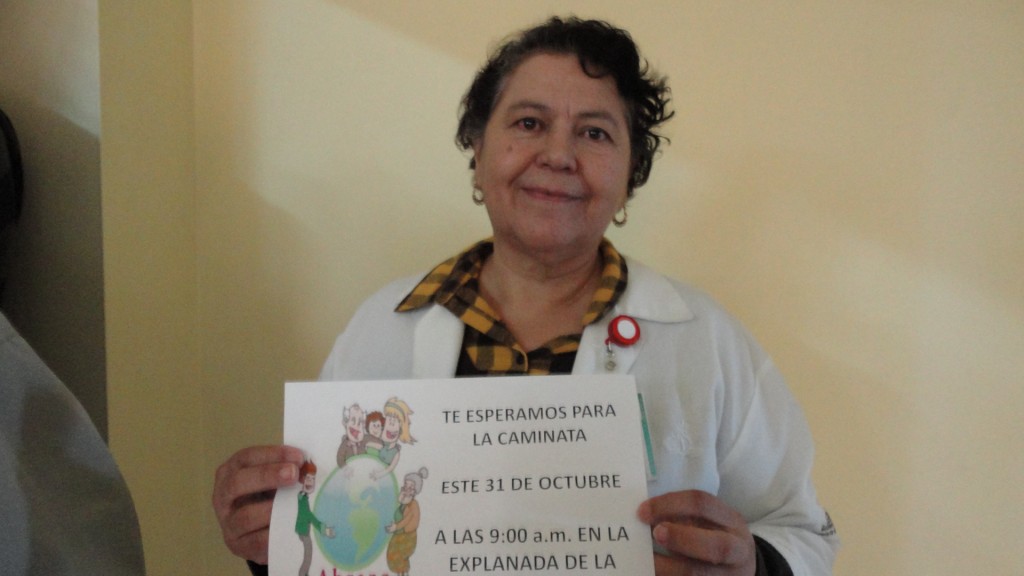 TE ESPERAMOS PARA
LA CAMINATA
ESTE 31 DE OCTUBRE
A LAS 9:00 a.m. EN LA
EXPLANADA DE LA